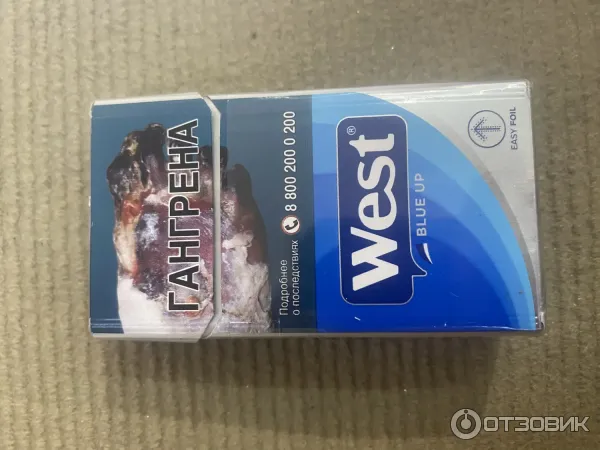 ГАНГРЕНА
Подробнее
о последствиях 8 800 200 0 200
West®
BLUE UP
EASY FOIL
ОТЗОВИК